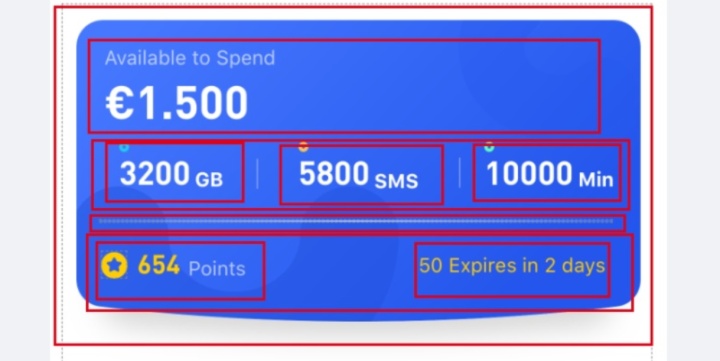 Available to Spend
€1.500
3200 GB 5800 SMS 10000 Min
654 Points 50 Expires in 2 days